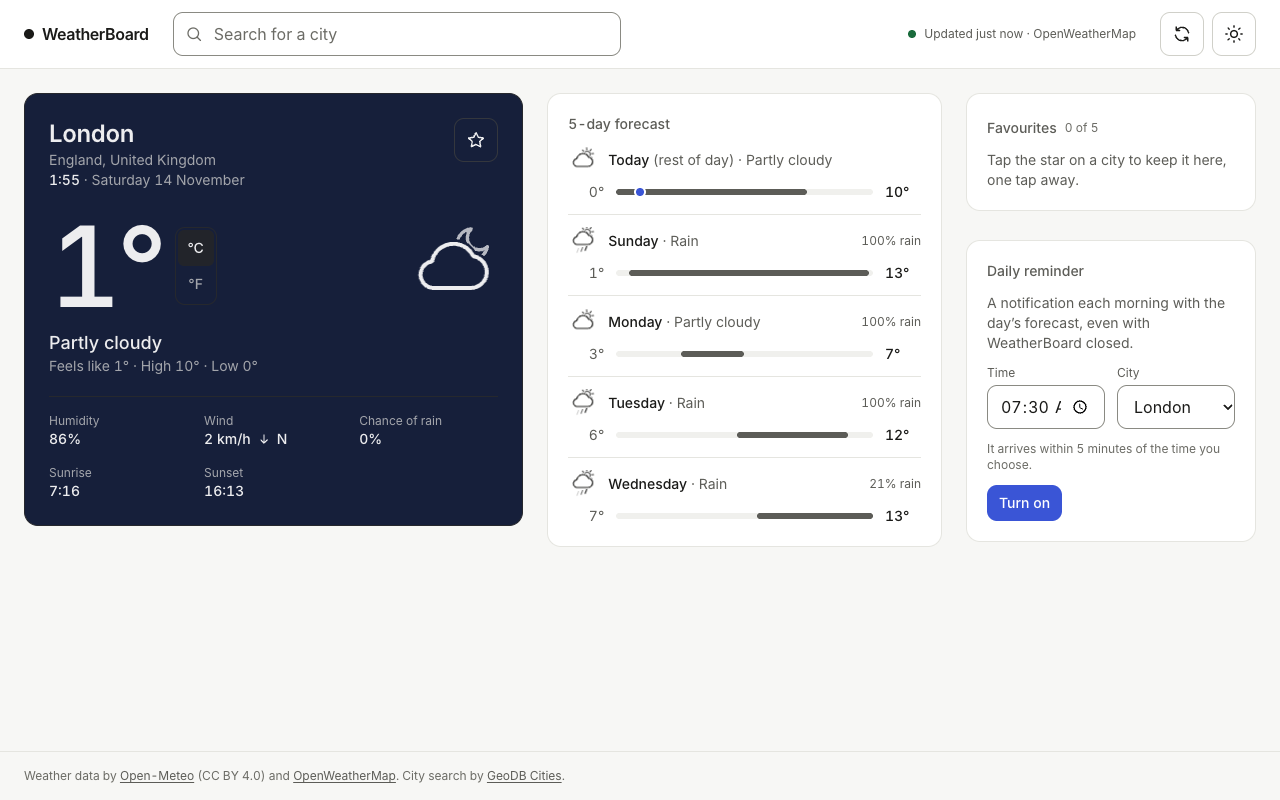 WeatherBoard
Search for a city
Updated just now · OpenWeatherMap
London
England, United Kingdom
1:55 · Saturday 14 November
1°
°C
°F
Partly cloudy
Feels like 1° · High 10° · Low 0°
Humidity
86%
Wind
2 km/h ↓ N
Chance of rain
0%
Sunrise
7:16
Sunset
16:13
5-day forecast
Today (rest of day) · Partly cloudy
0° 10°
Sunday · Rain 100% rain
1° 13°
Monday · Partly cloudy 100% rain
3° 7°
Tuesday · Rain 100% rain
6° 12°
Wednesday · Rain 21% rain
7° 13°
Favourites 0 of 5
Tap the star on a city to keep it here,
one tap away.
Daily reminder
A notification each morning with the
day's forecast, even with
WeatherBoard closed.
Time City
07:30 London
It arrives within 5 minutes of the time you
choose.
Turn on
Weather data by Open-Meteo (CC BY 4.0) and OpenWeatherMap. City search by GeoDB Cities.